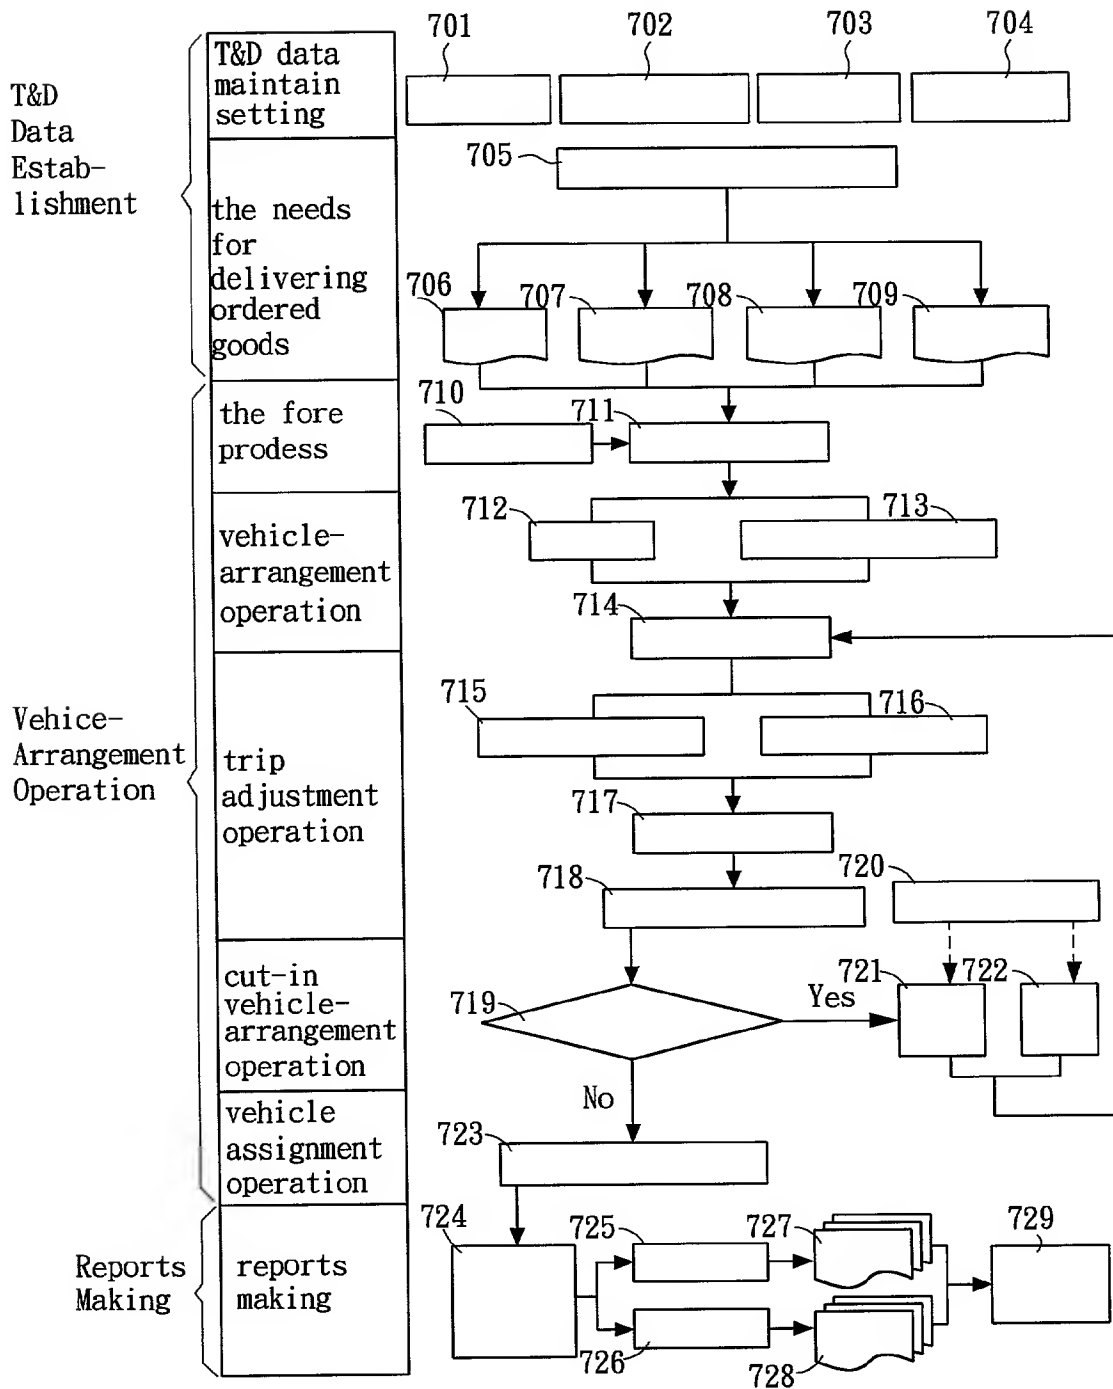 701
702
703
704
T&D data
maintain
setting
T&D
Data
Estab-
lishment
705
the needs
for
delivering
ordered
goods
706
707
708
709
710
711
the fore
prodess
712
713
vehicle-
arrangement
operation
714
715
716
Vehice-
Arrangement
Operation
trip
adjustment
operation
717
718
720
cut-in
vehicle-
arrangement
operation
719
Yes
721
722
No
vehicle
assignment
operation
723
724
725
727
729
Reports
Making
reports
making
726
728